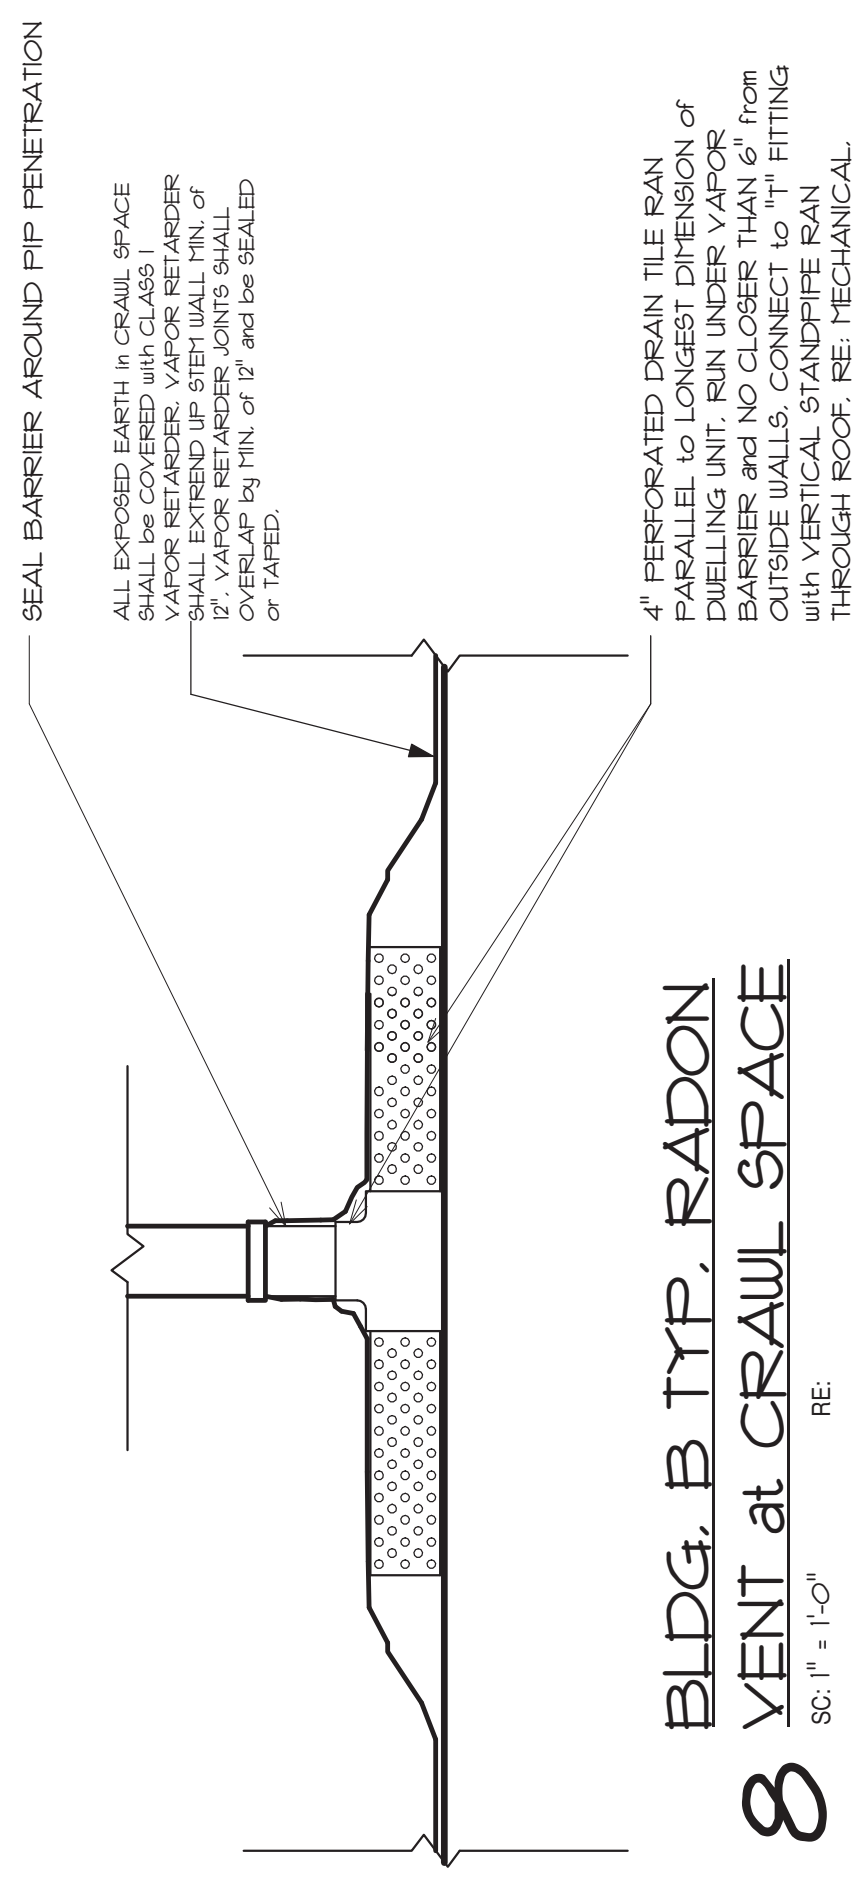 SEAL BARRIER AROUND PIP PENETRATION
ALL EXPOSED EARTH in CRAWL SPACE
SHALL be COVERED with CLASS I
VAPOR RETARDER. VAPOR RETARDER
SHALL EXTREND UP STEM WALL MIN. of
12". VAPOR RETARDER JOINTS SHALL
OVERLAP by MIN. of 12" and be SEALED
or TAPED.
4" PERFORATED DRAIN TILE RAN
PARALLEL to LONGEST DIMENSION of
DWELLING UNIT. RUN UNDER VAPOR
BARRIER and NO CLOSER THAN 6" from
OUTSIDE WALLS. CONNECT to "T" FITTING
with VERTICAL STANDPIPE RAN
THROUGH ROOF. RE: MECHANICAL.
BLDG. B TYP. RADON
VENT at CRAWL SPACE
8
SC: 1" = 1'-0"
RE: